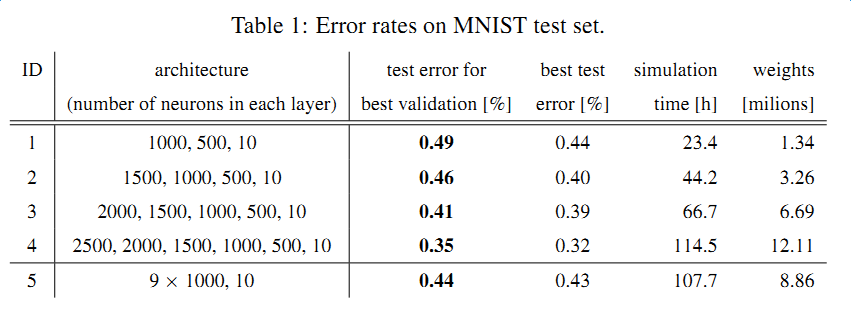 Table 1: Error rates on MNIST test set.
ID architecture test error for best test simulation weights
(number of neurons in each layer) best validation [%] error [%] time [h] [milions]
1 1000, 500, 10 0.49 0.44 23.4 1.34
2 1500, 1000, 500, 10 0.46 0.40 44.2 3.26
3 2000, 1500, 1000, 500, 10 0.41 0.39 66.7 6.69
4 2500, 2000, 1500, 1000, 500, 10 0.35 0.32 114.5 12.11
5 9 × 1000, 10 0.44 0.43 107.7 8.86